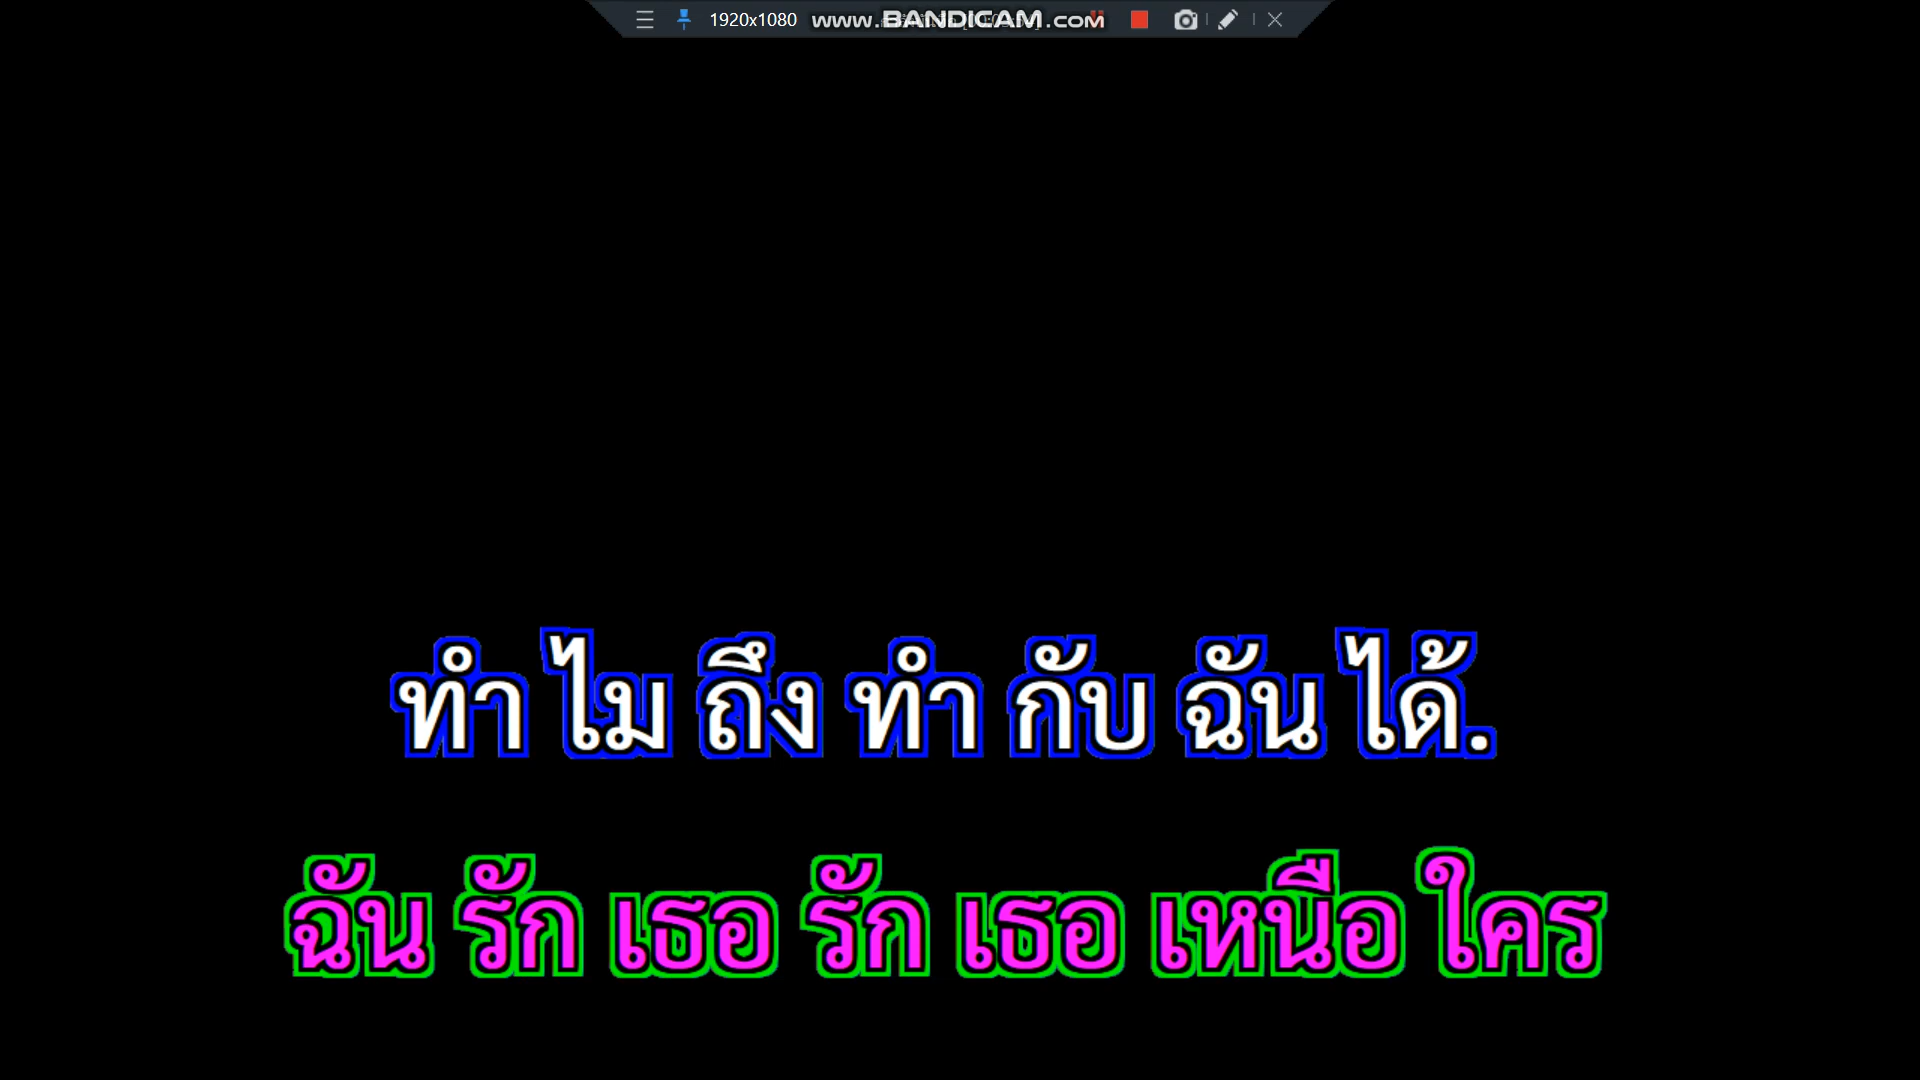 1920x1080 www.BANDICAM.com
ทำ ไม ถึง ทำ กับ ฉัน ได้.
ฉัน รัก เธอ รัก เธอ เหนือ ใคร